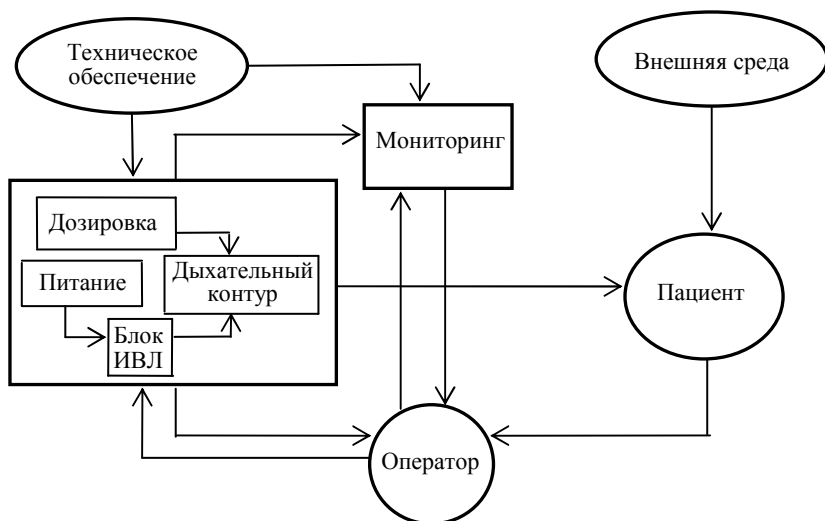 Техническое
обеспечение
Внешняя среда
Мониторинг
Дозировка
Дыхательный
контур
Питание
Блок
ИВЛ
Пациент
Оператор